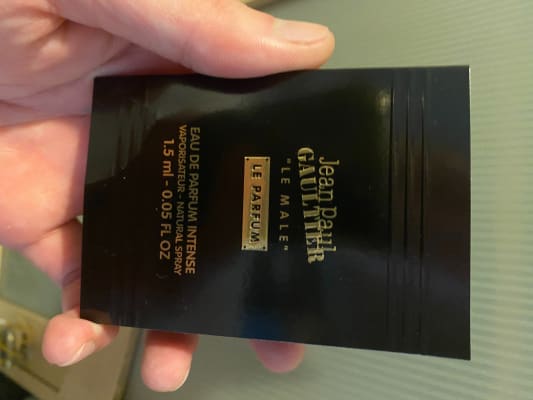 Jean Paul
GAULTIER
"LE MALE"
LE PARFUM
EAU DE PARFUM INTENSE
VAPORISATEUR - NATURAL SPRAY
1.5 ml - 0.05 FL OZ